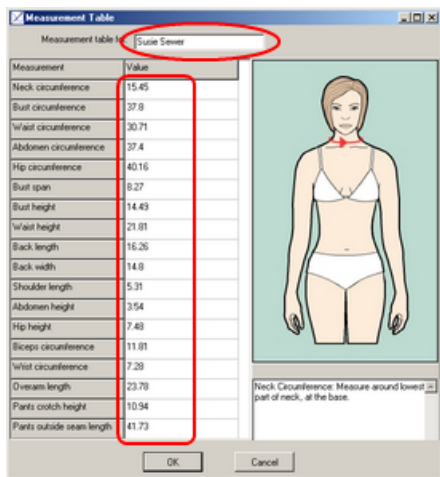 Measurement Table
Measurement table fo
Susie Sewer
Measurement Value
Neck circumference 15.45
Bust circumference 37.8
Waist circumference 30.71
Abdomen circumference 37.4
Hip circumference 40.16
Bust span 8.27
Bust height 14.49
Waist height 21.81
Back length 16.26
Back width 14.8
Shoulder length 5.31
Abdomen height 3.54
Hip height 7.48
Biceps circumference 11.81
Wrist circumference 7.28
Overarm length 23.78
Pants crotch height 10.94
Pants outside seam length 41.73
Neck Circumference: Measure around lowest
part of neck, at the base.
OK Cancel